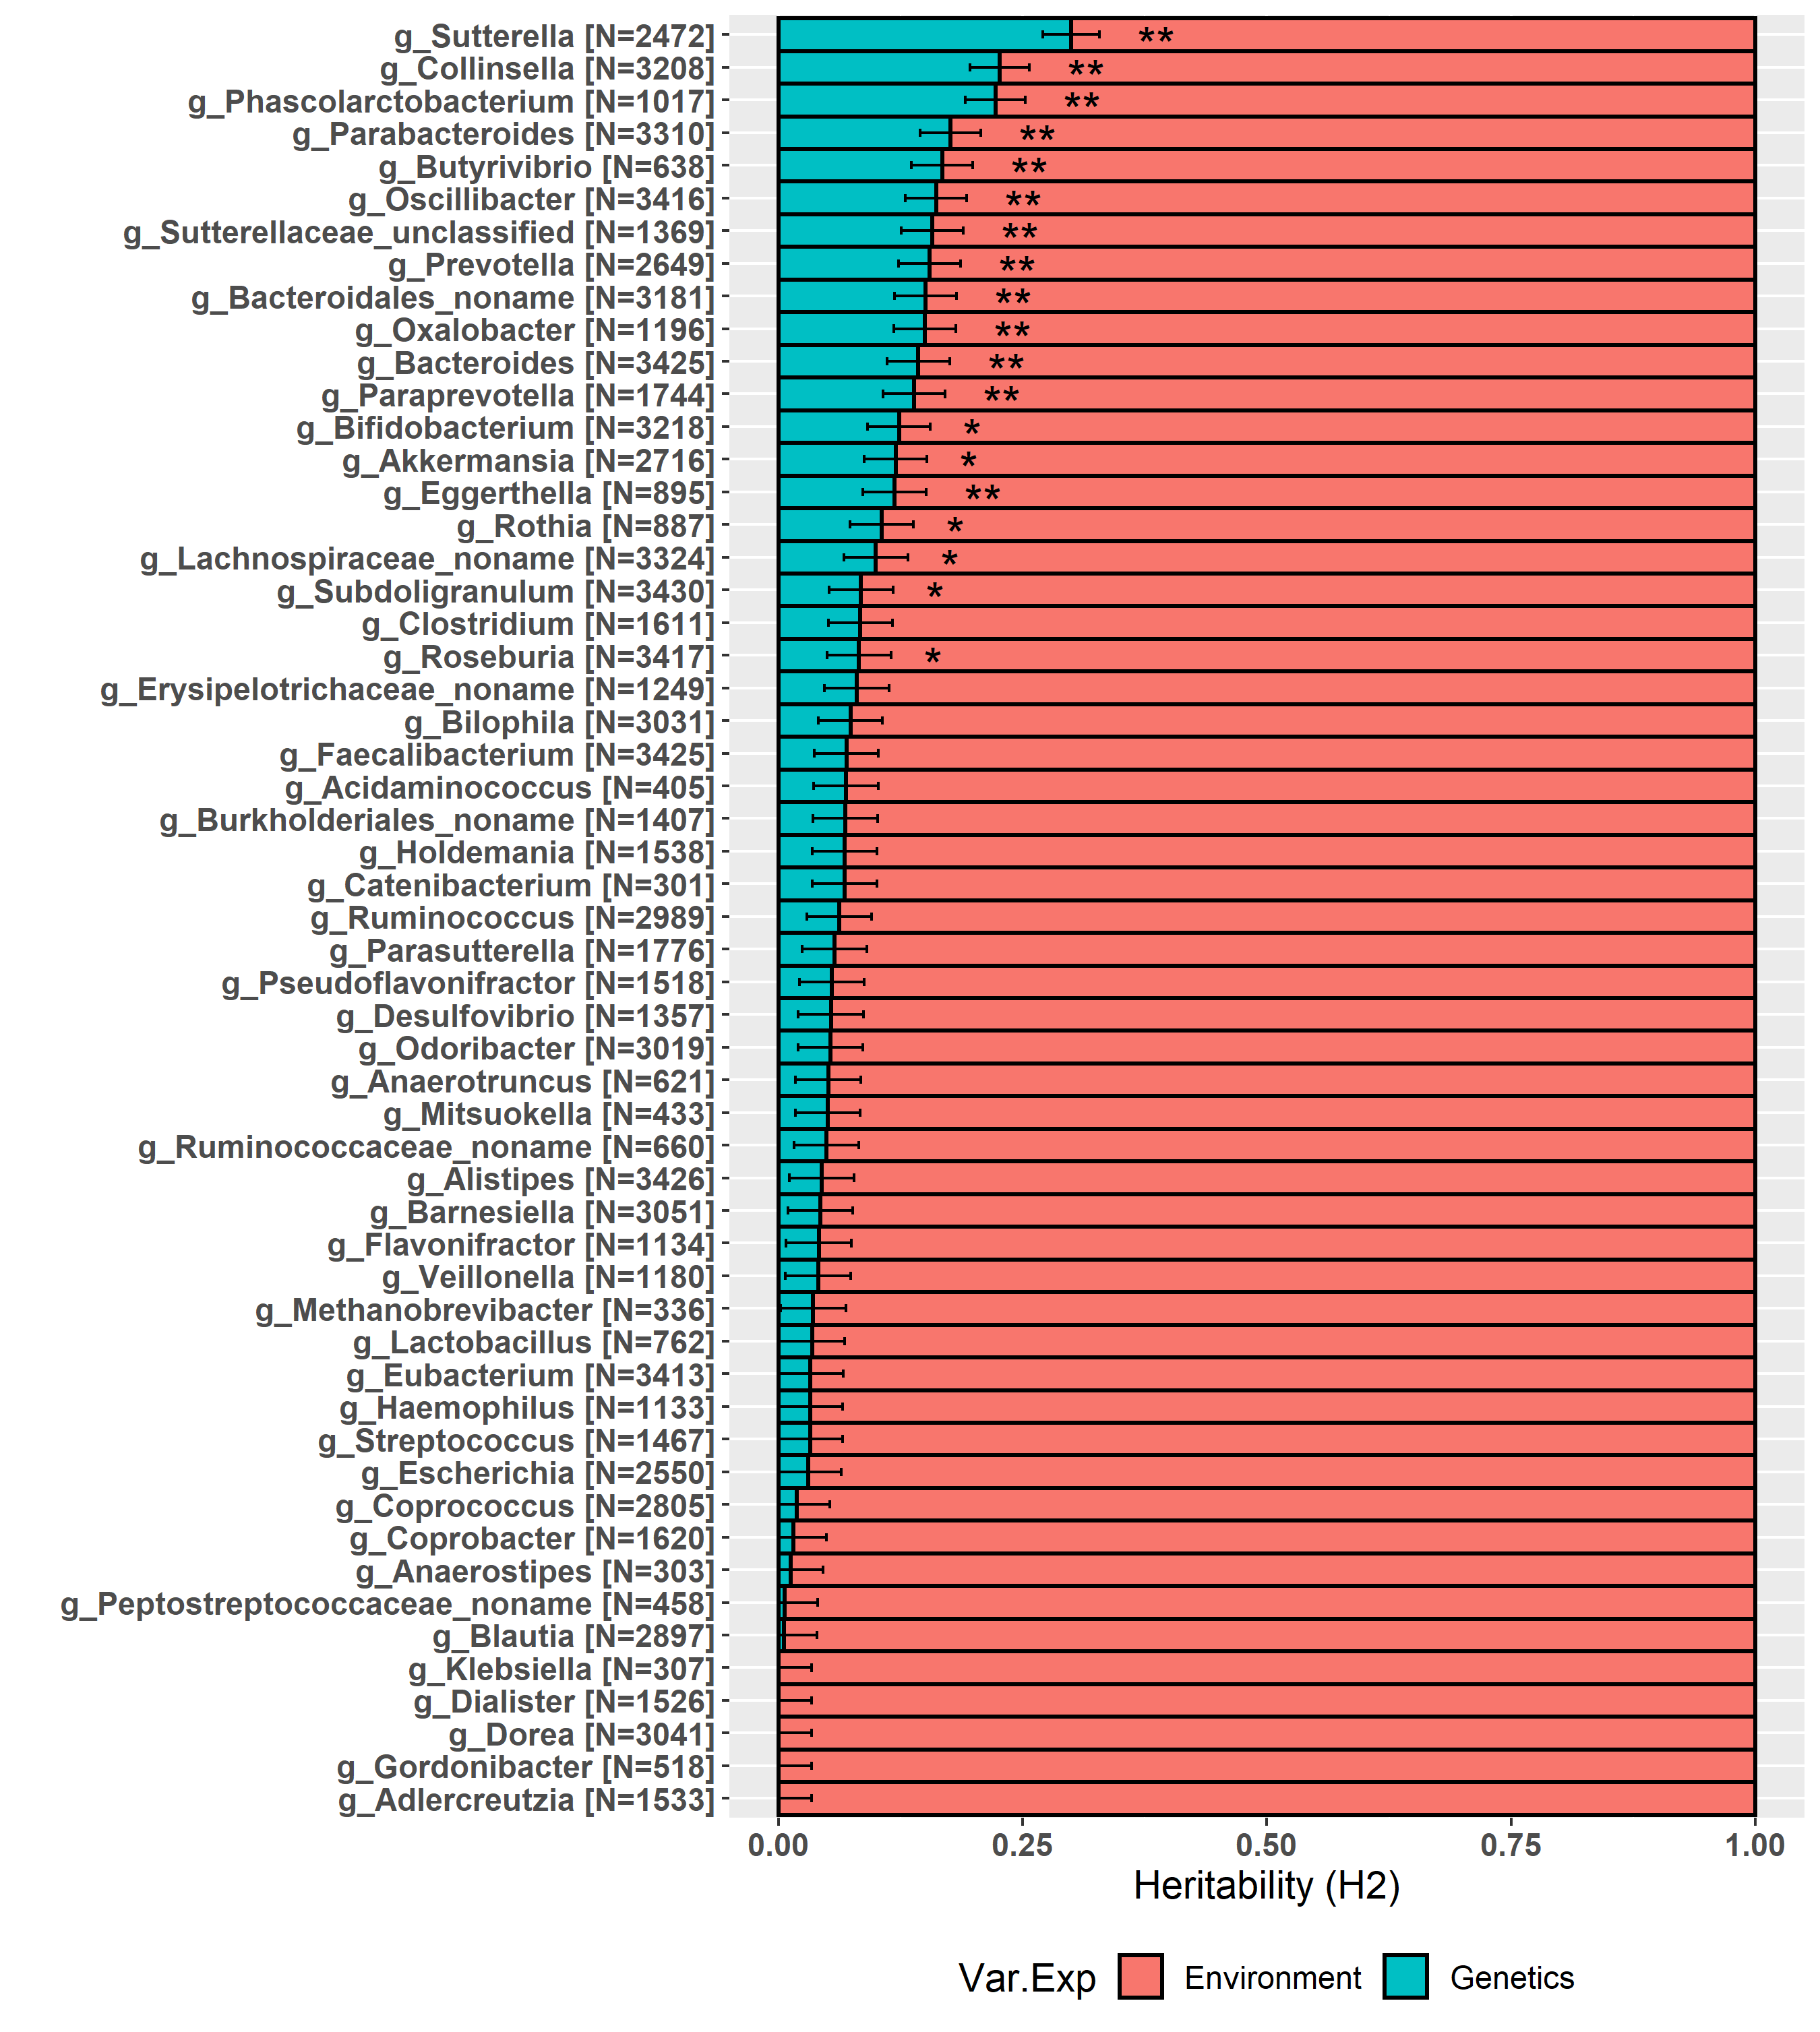 g_Sutterella [N=2472]
**
g_Collinsella [N=3208]
**
g_Phascolarctobacterium [N=1017]
**
g_Parabacteroides [N=3310]
**
g_Butyrivibrio [N=638]
**
g_Oscillibacter [N=3416]
**
g_Sutterellaceae_unclassified [N=1369]
**
g_Prevotella [N=2649]
**
g_Bacteroidales_noname [N=3181]
**
g_Oxalobacter [N=1196]
**
g_Bacteroides [N=3425]
**
g_Paraprevotella [N=1744]
**
g_Bifidobacterium [N=3218]
*
g_Akkermansia [N=2716]
*
g_Eggerthella [N=895]
**
g_Rothia [N=887]
*
g_Lachnospiraceae_noname [N=3324]
*
g_Subdoligranulum [N=3430]
*
g_Clostridium [N=1611]
g_Roseburia [N=3417]
*
g_Erysipelotrichaceae_noname [N=1249]
g_Bilophila [N=3031]
g_Faecalibacterium [N=3425]
g_Acidaminococcus [N=405]
g_Burkholderiales_noname [N=1407]
g_Holdemania [N=1538]
g_Catenibacterium [N=301]
g_Ruminococcus [N=2989]
g_Parasutterella [N=1776]
g_Pseudoflavonifractor [N=1518]
g_Desulfovibrio [N=1357]
g_Odoribacter [N=3019]
g_Anaerotruncus [N=621]
g_Mitsuokella [N=433]
g_Ruminococcaceae_noname [N=660]
g_Alistipes [N=3426]
g_Barnesiella [N=3051]
g_Flavonifractor [N=1134]
g_Veillonella [N=1180]
g_Methanobrevibacter [N=336]
g_Lactobacillus [N=762]
g_Eubacterium [N=3413]
g_Haemophilus [N=1133]
g_Streptococcus [N=1467]
g_Escherichia [N=2550]
g_Coprococcus [N=2805]
g_Coprobacter [N=1620]
g_Anaerostipes [N=303]
g_Peptostreptococcaceae_noname [N=458]
g_Blautia [N=2897]
g_Klebsiella [N=307]
g_Dialister [N=1526]
g_Dorea [N=3041]
g_Gordonibacter [N=518]
g_Adlercreutzia [N=1533]
0.00 0.25 0.50 0.75 1.00
Heritability (H2)
Var.Exp Environment Genetics